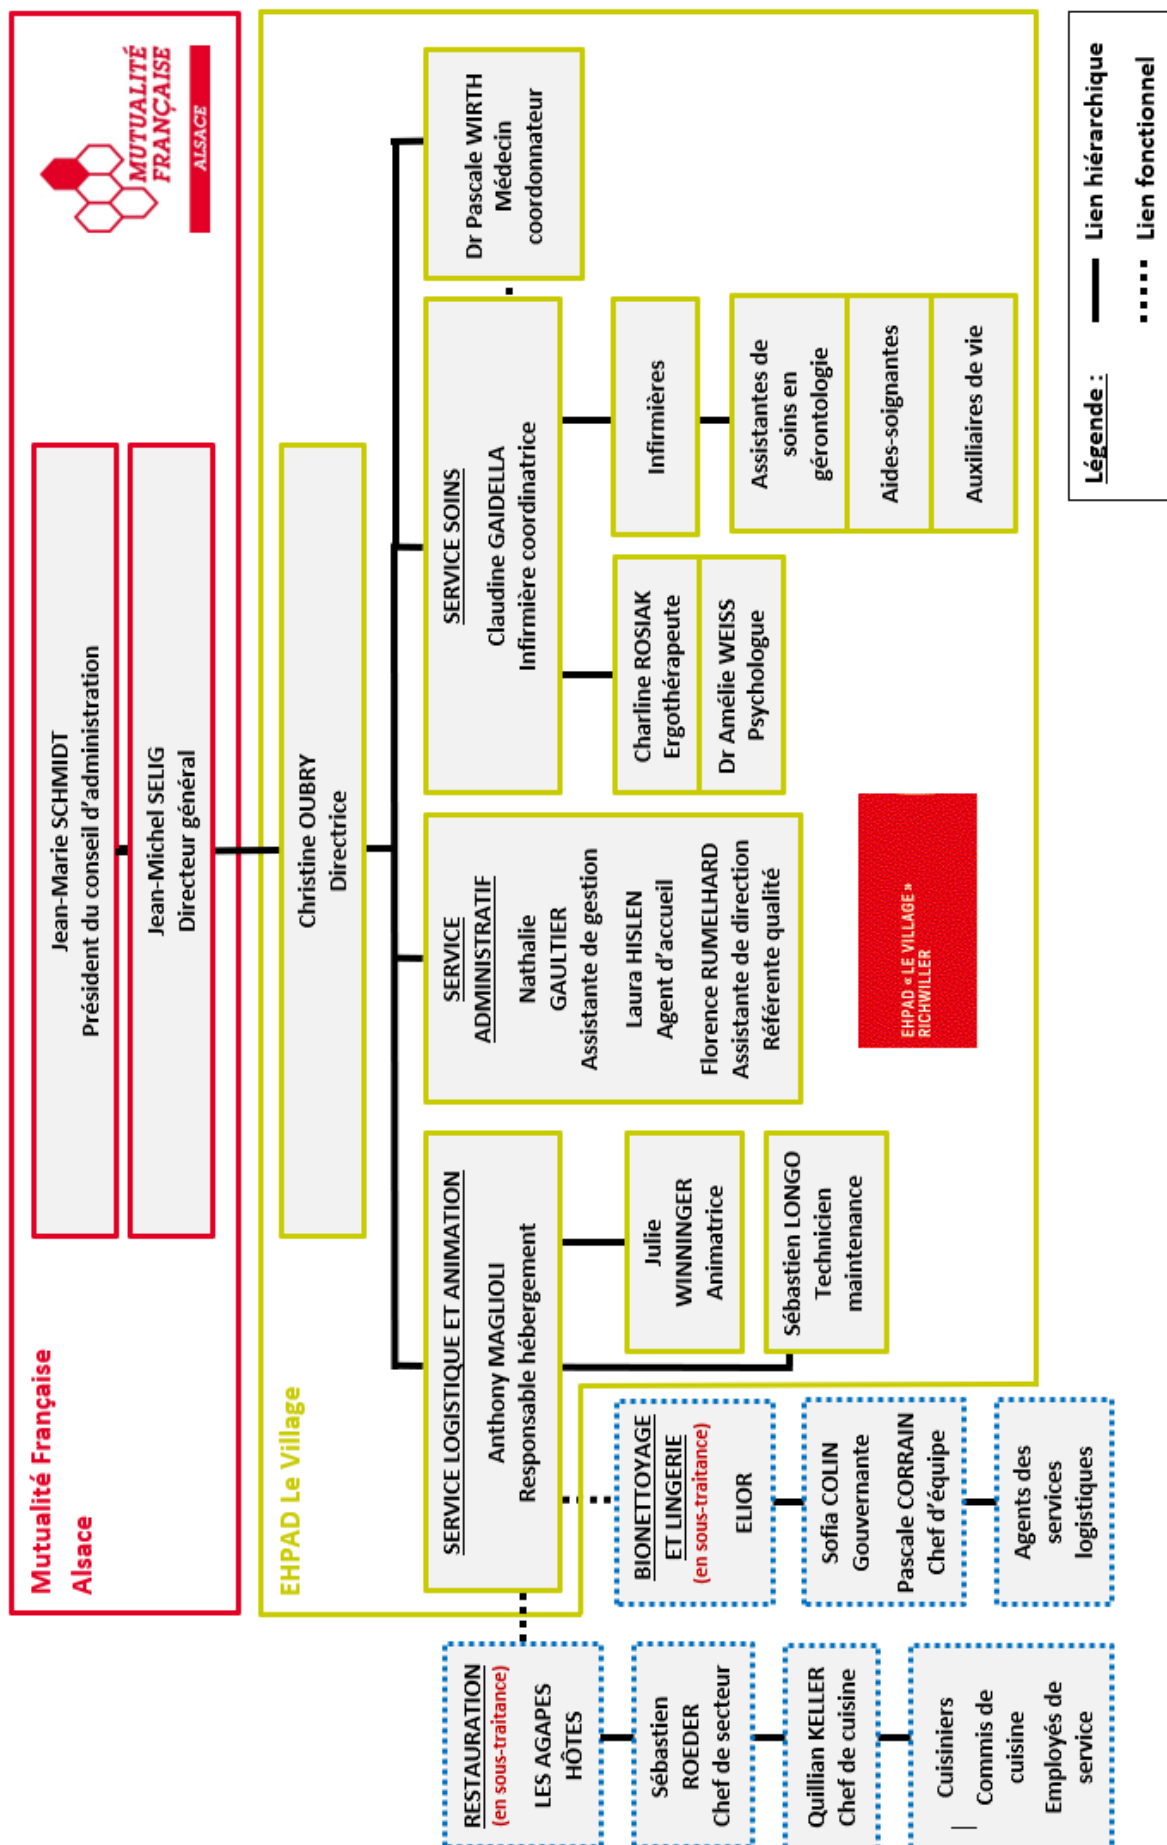 Mutualité Française
Alsace
Jean-Marie SCHMIDT
Président du conseil d'administration
Jean-Michel SELIG
Directeur général
MUTUALITÉ
FRANÇAISE
ALSACE
EHPAD Le Village
Christine OUBRY
Directrice
RESTAURATION
(en sous-traitance)
LES AGAPES
HÔTES
Sébastien
ROEDER
Chef de secteur
Quillian KELLER
Chef de cuisine
Cuisiniers
Commis de
cuisine
Employés de
service
SERVICE LOGISTIQUE ET ANIMATION
Anthony MAGLIOLI
Responsable hébergement
BIONETTOYAGE
ET LINGERIE
(en sous-traitance)
ELIOR
Sofia COLIN
Gouvernante
Pascale CORRAIN
Chef d'équipe
Agents des
services
logistiques
Julie
WINNINGER
Animatrice
Sébastien LONGO
Technicien
maintenance
SERVICE
ADMINISTRATIF
Nathalie
GAULTIER
Assistante de gestion
Laura HISLEN
Agent d'accueil
Florence RUMELHARD
Assistante de direction
Référente qualité
EHPAD « LE VILLAGE »
RICHWILLER
SERVICE SOINS
Claudine GAIDELLA
Infirmière coordinatrice
Charline ROSIAK
Ergothérapeute
Dr Amélie WEISS
Psychologue
Infirmières
Assistantes de
soins en
gérontologie
Aides-soignantes
Auxiliaires de vie
Dr Pascale WIRTH
Médecin
coordonnateur
Légende :
Lien hiérarchique
Lien fonctionnel